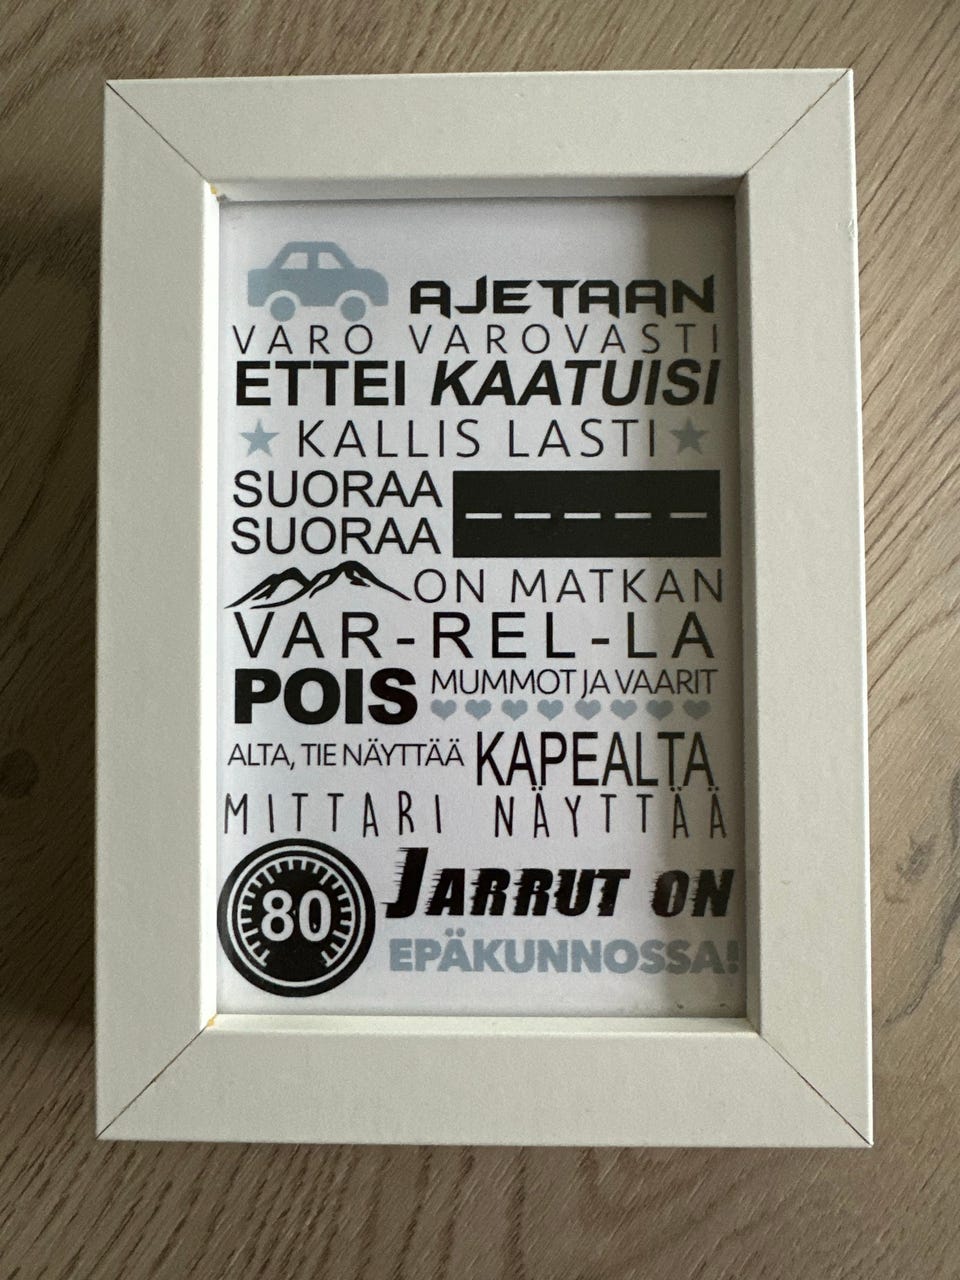 AJETAAN
VARO VAROVASTI
ETTEI KAATUISI
KALLIS LASTI
SUORAA
SUORAA
ON MATKAN
VAR-REL-LA
POIS MUMMOT JA VAARIT
ALTA, TIE NÄYTTÄÄ KAPEALTA
MITTARI NÄYTTÄÄ
80 JARRUT ON
EPÄKUNNOSSA!